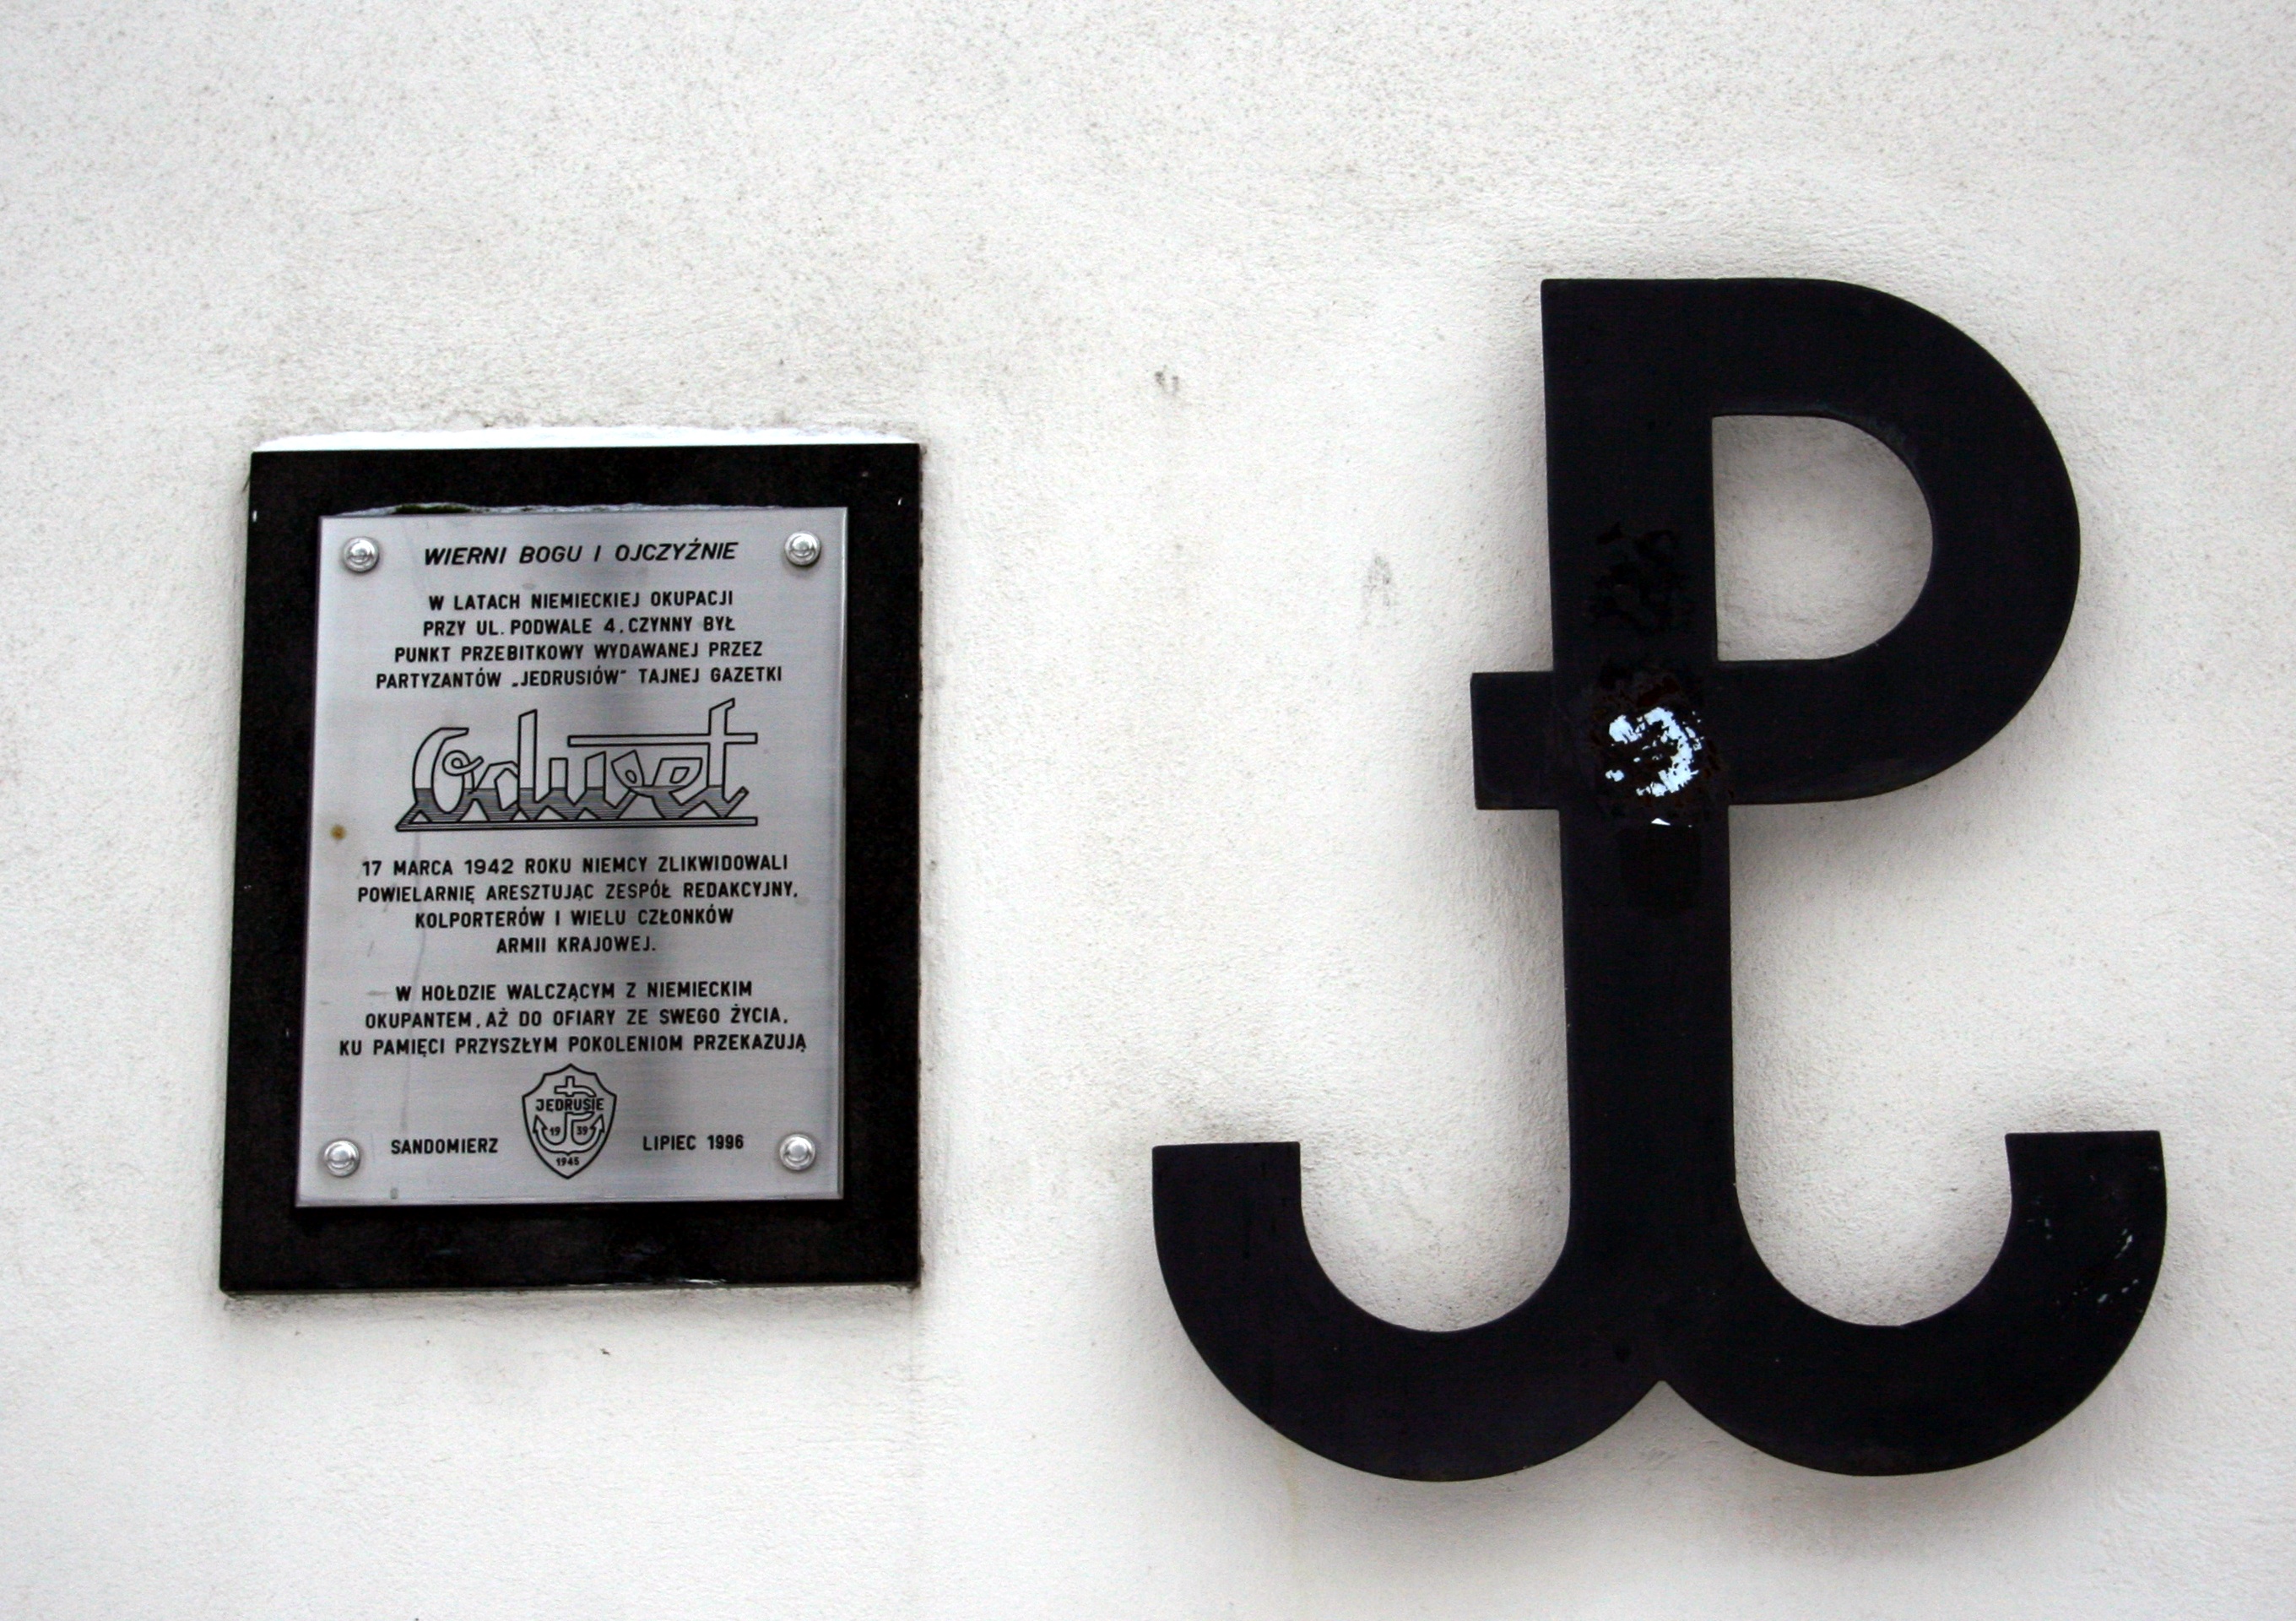 WIERNI BOGU I OJCZYŹNIE
W LATACH NIEMIECKIEJ OKUPACJI
PRZY UL. PODWALE 4, CZYNNY BYŁ
PUNKT PRZEBITKOWY WYDAWANEJ PRZEZ
PARTYZANTÓW „JEDRUSIÓW” TAJNEJ GAZETKI
Odwet
17 MARCA 1942 ROKU NIEMCY ZLIKWIDOWALI
POWIELARNIĘ ARESZTUJĄC ZESPÓŁ REDAKCYJNY,
KOLPORTERÓW I WIELU CZŁONKÓW
ARMII KRAJOWEJ.
W HOŁDZIE WALCZĄCYM Z NIEMIECKIM
OKUPANTEM, AŻ DO OFIARY ZE SWEGO ŻYCIA,
KU PAMIĘCI PRZYSZŁYM POKOLENIOM PRZEKAZUJĄ
JEDRUSIE
19 39
1945
SANDOMIERZ LIPIEC 1996